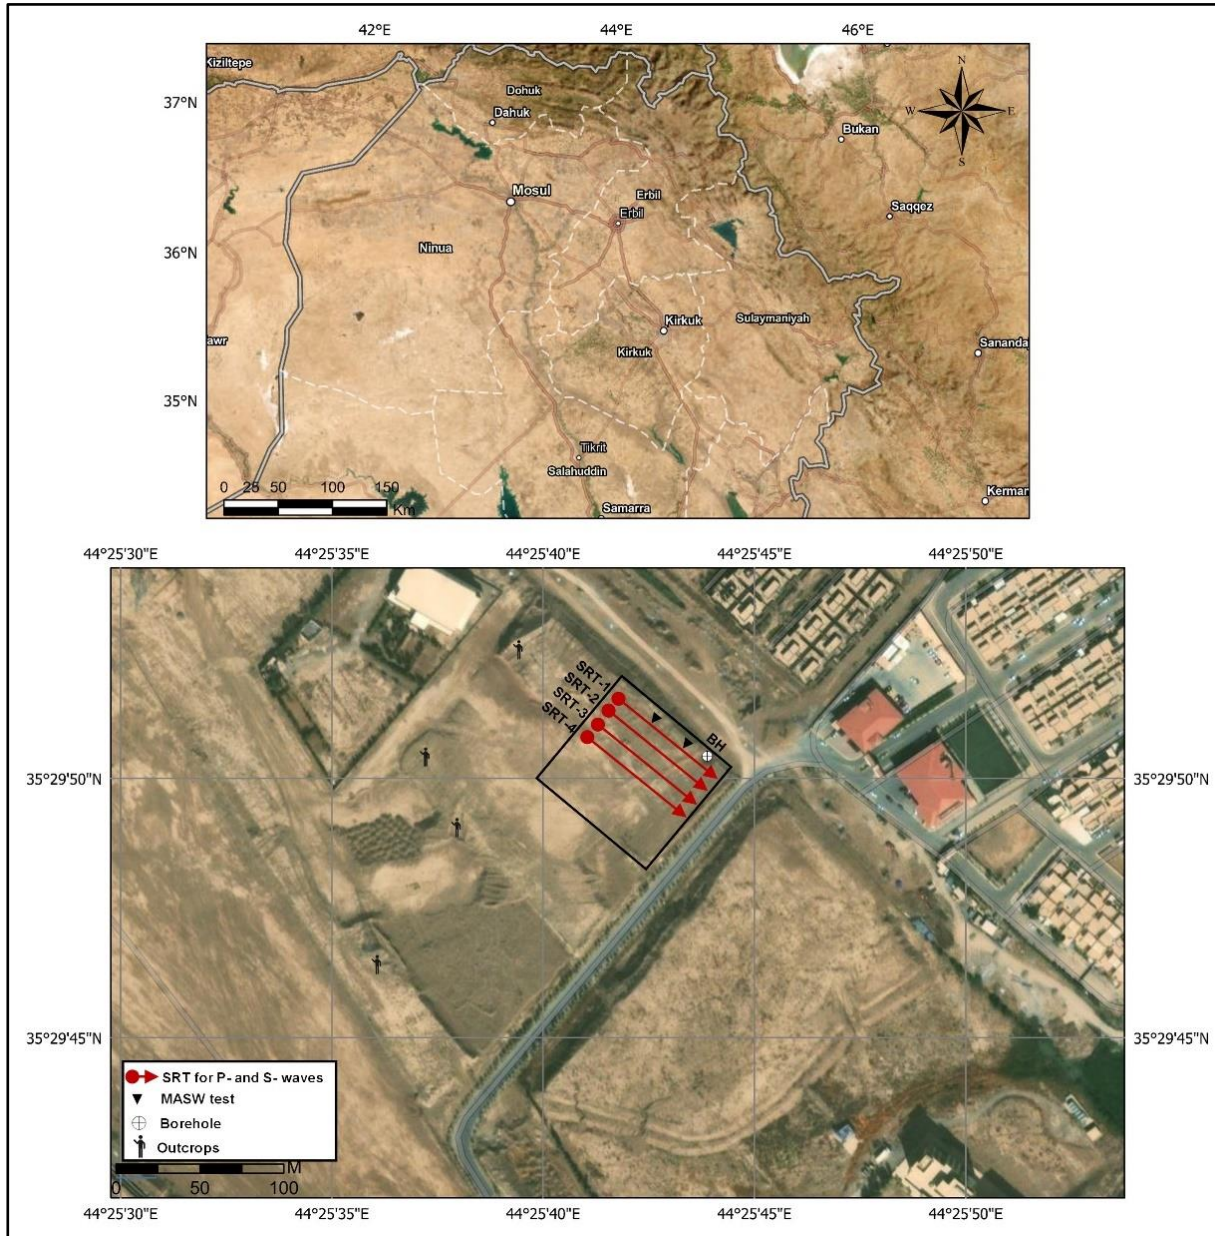 42°E 44°E 46°E
Kiziltepe
N
W E
S
37°N
Dohuk
Dahuk
Bukan
Mosul
Erbil
Erbil
Saqqez
36°N
Ninua
Kirkuk
Sulaymaniyah
awr
Kirkuk
Sananda
35°N
Tikrit
Salahuddin
0 25 50 100 150
Km
Samarra
Kerman
44°25'30"E 44°25'35"E 44°25'40"E 44°25'45"E 44°25'50"E
SRT-1
SRT-2
SRT-3
SRT-4
BH
35°29'50"N 35°29'50"N
35°29'45"N 35°29'45"N
SRT for P- and S- waves
MASW test
Borehole
Outcrops
M
0 50 100
44°25'30"E 44°25'35"E 44°25'40"E 44°25'45"E 44°25'50"E